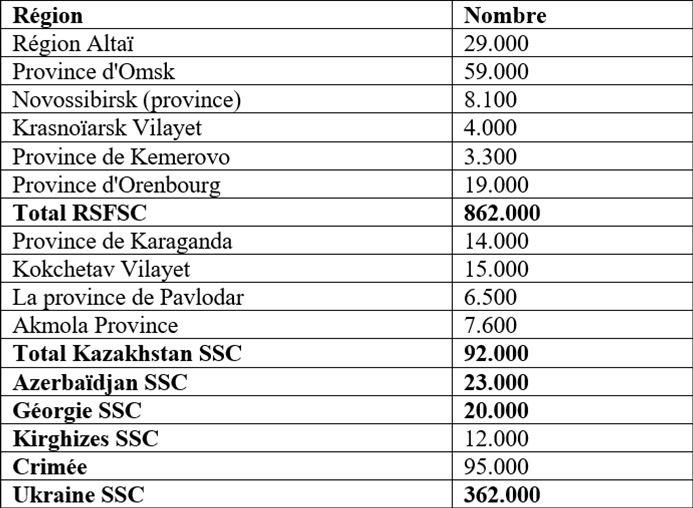 Région Nombre
Région Altaï 29.000
Province d'Omsk 59.000
Novossibirsk (province) 8.100
Krasnoïarsk Vilayet 4.000
Province de Kemerovo 3.300
Province d'Orenbourg 19.000
Total RSFSC 862.000
Province de Karaganda 14.000
Kokchetav Vilayet 15.000
La province de Pavlodar 6.500
Akmola Province 7.600
Total Kazakhstan SSC 92.000
Azerbaïdjan SSC 23.000
Géorgie SSC 20.000
Kirghizes SSC 12.000
Crimée 95.000
Ukraine SSC 362.000